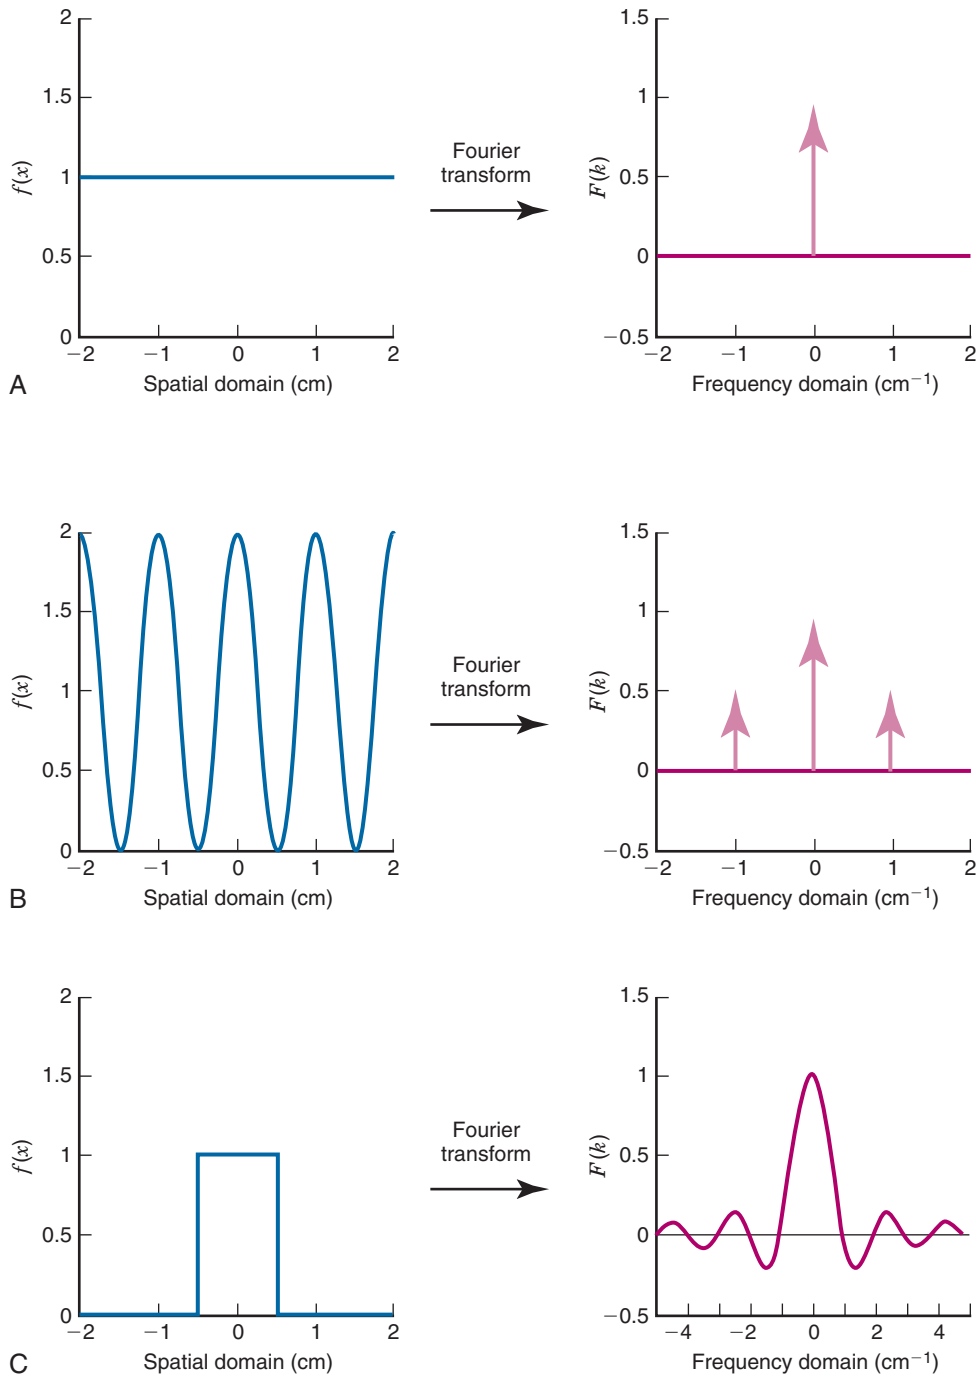 2
1.5
1
0.5
0
f(x)
−2 −1 0 1 2
Spatial domain (cm)
A
Fourier
transform
1.5
1
0.5
0
−0.5
F(k)
−2 −1 0 1 2
Frequency domain (cm⁻¹)
2
1.5
1
0.5
0
f(x)
−2 −1 0 1 2
Spatial domain (cm)
B
Fourier
transform
1.5
1
0.5
0
−0.5
F(k)
−2 −1 0 1 2
Frequency domain (cm⁻¹)
2
1.5
1
0.5
0
f(x)
−2 −1 0 1 2
Spatial domain (cm)
C
Fourier
transform
1.5
1
0.5
0
−0.5
F(k)
−4 −2 0 2 4
Frequency domain (cm⁻¹)